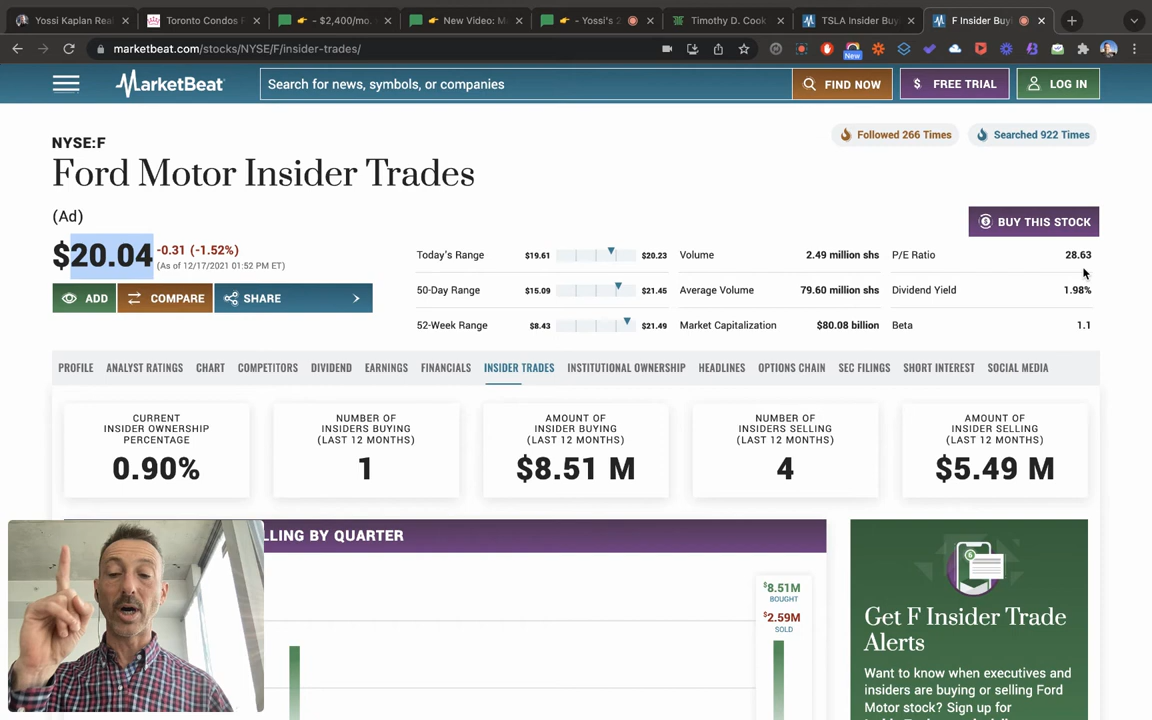 Yossi Kaplan Real
Toronto Condos F
- $2,400/mo.
New Video: M
- Yossi's 2
Timothy D. Cook
TSLA Insider Buy
F Insider Buy
marketbeat.com/stocks/NYSE/F/insider-trades/
New
MarketBeat
Search for news, symbols, or companies
FIND NOW
$ FREE TRIAL
LOG IN
NYSE:F
Followed 266 Times
Searched 922 Times
Ford Motor Insider Trades
(Ad)
BUY THIS STOCK
$20.04 -0.31 (-1.52%)
(As of 12/17/2021 01:52 PM ET)
ADD
COMPARE
SHARE
Today's Range $19.61 $20.23
50-Day Range $15.09 $21.45
52-Week Range $8.43 $21.49
Volume 2.49 million shs
Average Volume 79.60 million shs
Market Capitalization $80.08 billion
P/E Ratio 28.63
Dividend Yield 1.98%
Beta 1.1
PROFILE ANALYST RATINGS CHART COMPETITORS DIVIDEND EARNINGS FINANCIALS INSIDER TRADES INSTITUTIONAL OWNERSHIP HEADLINES OPTIONS CHAIN SEC FILINGS SHORT INTEREST SOCIAL MEDIA
CURRENT
INSIDER OWNERSHIP
PERCENTAGE
0.90%
NUMBER OF
INSIDERS BUYING
(LAST 12 MONTHS)
1
AMOUNT OF
INSIDER BUYING
(LAST 12 MONTHS)
$8.51 M
NUMBER OF
INSIDERS SELLING
(LAST 12 MONTHS)
4
AMOUNT OF
INSIDER SELLING
(LAST 12 MONTHS)
$5.49 M
LLING BY QUARTER
$8.51M
BOUGHT
$2.59M
SOLD
6
Get F Insider Trade
Alerts
Want to know when executives and
insiders are buying or selling Ford
Motor stock? Sign up for